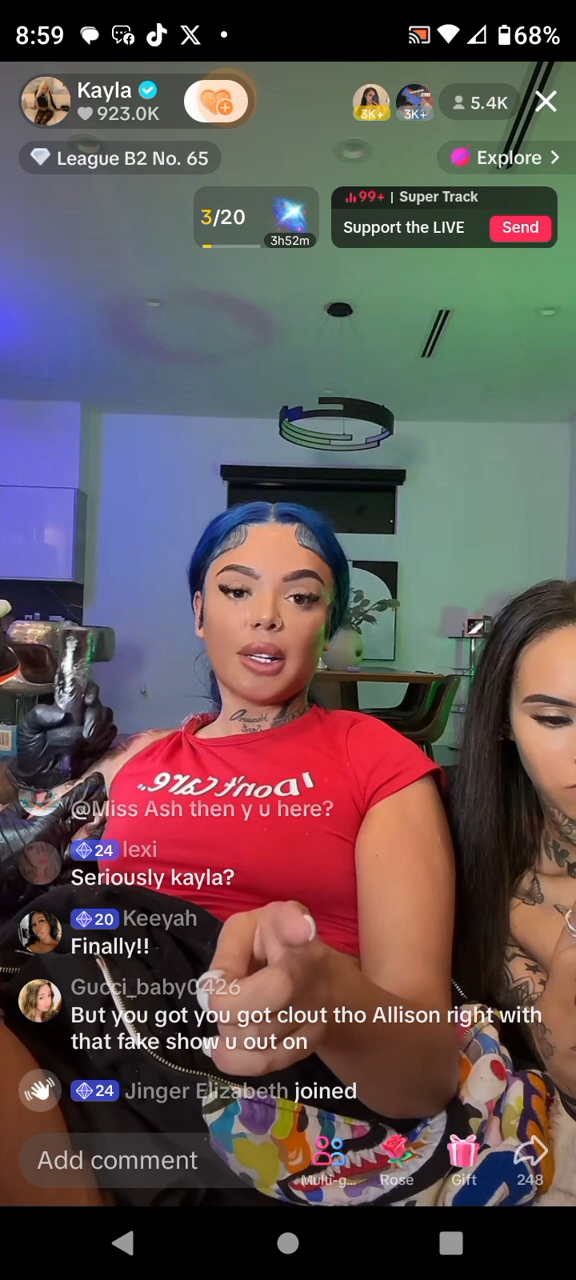 8:59
68%
Kayla
923.0K
3K+
3K+
5.4K
League B2 No. 65
Explore
3/20
3h52m
99+ | Super Track
Support the LIVE
Send
I Don't Care.
@Miss Ash then y u here?
24 lexi
Seriously kayla?
20 Keeyah
Finally!!
Gucci_baby0426
But you got you got clout tho Allison right with
that fake show u out on
24 Jinger Elizabeth joined
Add comment
Multi-g...
Rose
Gift
248